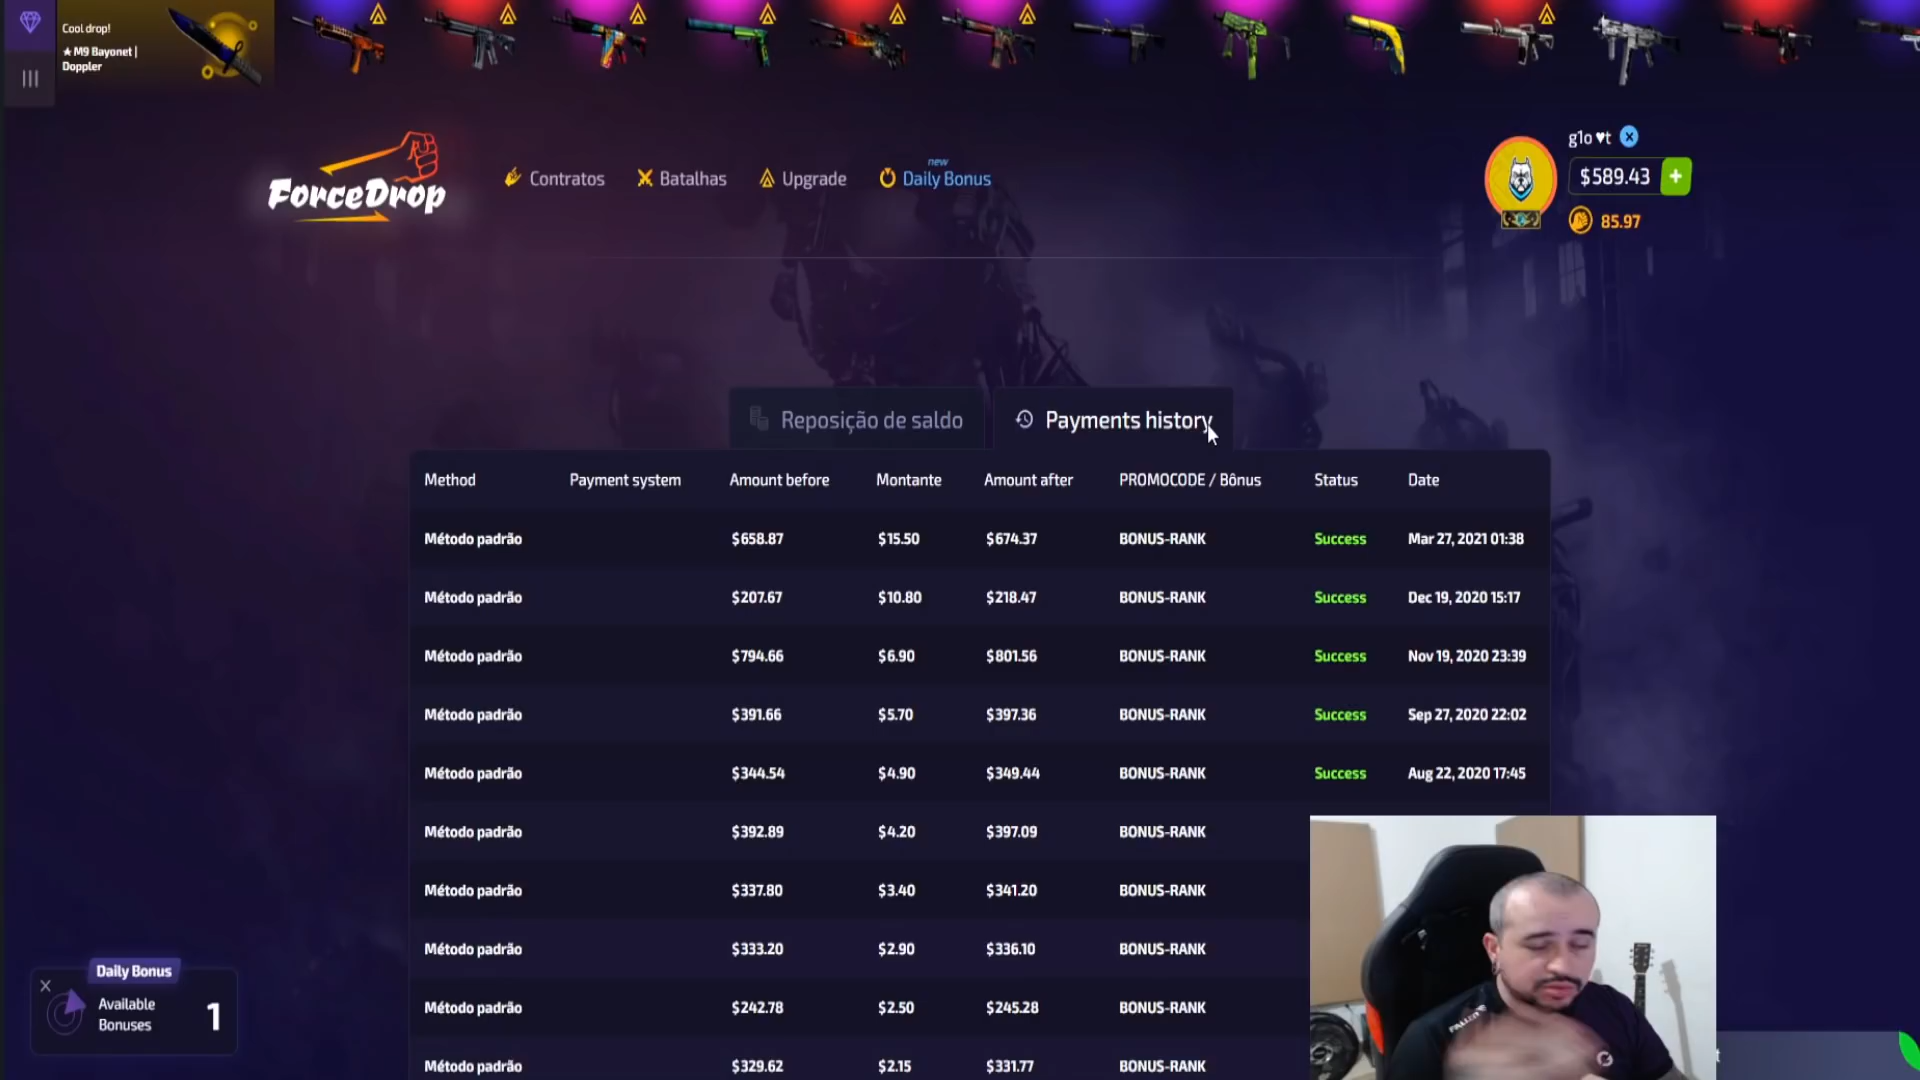 Cool drop!
★ M9 Bayonet |
Doppler
ForceDrop
Contratos
Batalhas
Upgrade
new
Daily Bonus
g1o ♥t
$589.43
+
85.97
Reposição de saldo
Payments history
Method Payment system Amount before Montante Amount after PROMOCODE / Bônus Status Date
Método padrão $658.87 $15.50 $674.37 BONUS-RANK Success Mar 27, 2021 01:38
Método padrão $207.67 $10.80 $218.47 BONUS-RANK Success Dec 19, 2020 15:17
Método padrão $794.66 $6.90 $801.56 BONUS-RANK Success Nov 19, 2020 23:39
Método padrão $391.66 $5.70 $397.36 BONUS-RANK Success Sep 27, 2020 22:02
Método padrão $344.54 $4.90 $349.44 BONUS-RANK Success Aug 22, 2020 17:45
Método padrão $392.89 $4.20 $397.09 BONUS-RANK
Método padrão $337.80 $3.40 $341.20 BONUS-RANK
Método padrão $333.20 $2.90 $336.10 BONUS-RANK
Método padrão $242.78 $2.50 $245.28 BONUS-RANK
Método padrão $329.62 $2.15 $331.77 BONUS-RANK
Daily Bonus
Available
Bonuses
1